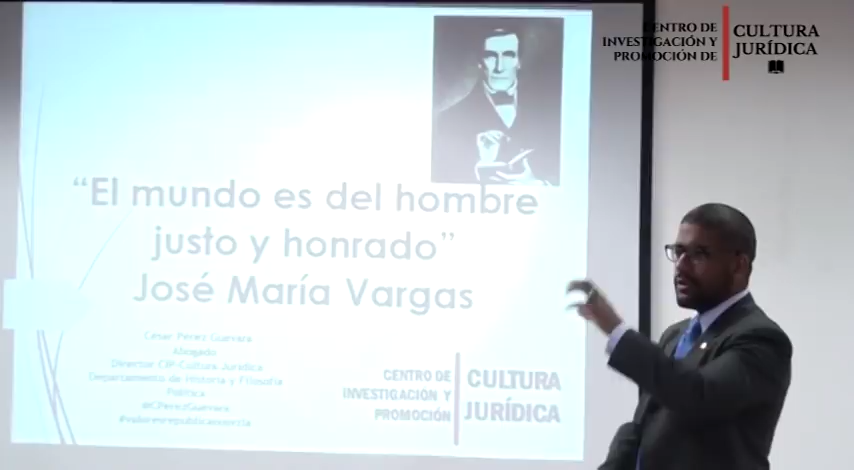 CENTRO DE
INVESTIGACIÓN Y
PROMOCIÓN DE
CULTURA
JURÍDICA
“El mundo es del hombre
justo y honrado”
José María Vargas
César Pérez Guevara
Abogado
Director CIP-Cultura Jurídica
Departamento de Historia y Filosofía
Política
@CPerezGuevara
CENTRO DE
INVESTIGACIÓN Y
PROMOCIÓN
CULTURA
JURÍDICA